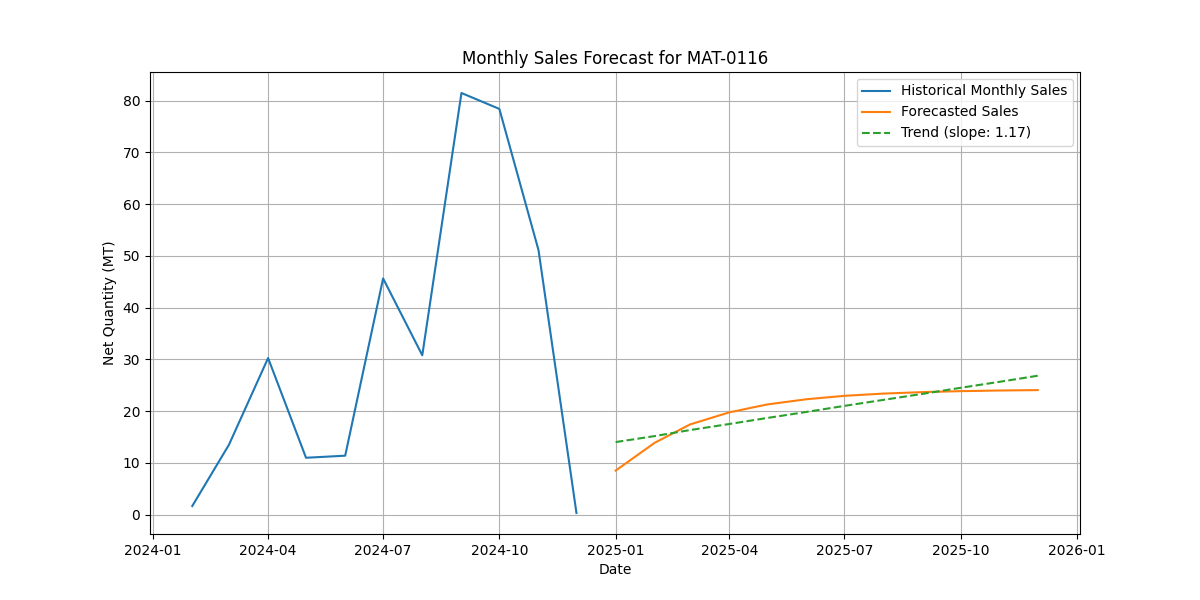 Monthly Sales Forecast for MAT-0116
Historical Monthly Sales
Forecasted Sales
Trend (slope: 1.17)
Net Quantity (MT)
80
70
60
50
40
30
20
10
0
2024-01 2024-04 2024-07 2024-10 2025-01 2025-04 2025-07 2025-10 2026-01
Date